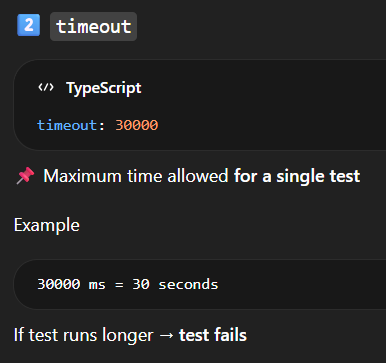 2️⃣ timeout
</> TypeScript
timeout: 30000
📌 Maximum time allowed for a single test
Example
30000 ms = 30 seconds
If test runs longer → test fails